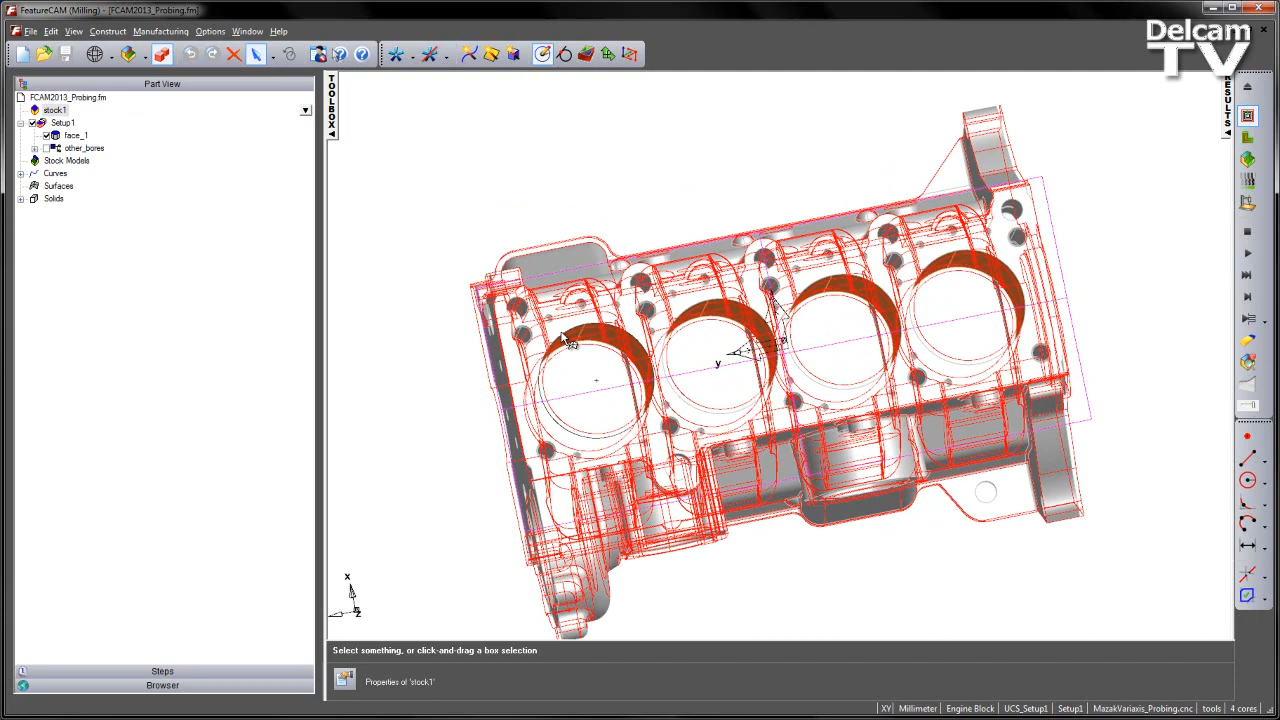 FeatureCAM (Milling) - [FCAM2013_Probing.fm]
File Edit View Construct Manufacturing Options Window Help
Delcam
TV
Part View
FCAM2013_Probing.fm
stock1
Setup1
face_1
other_bores
Stock Models
Curves
Surfaces
Solids
TOOLBOX
RESULTS
y
x
z
Steps
Browser
Select something, or click-and-drag a box selection
Properties of 'stock1'
XY Millimeter Engine Block UCS_Setup1 Setup1 MazakVariaxis_Probing.cnc tools 4 cores